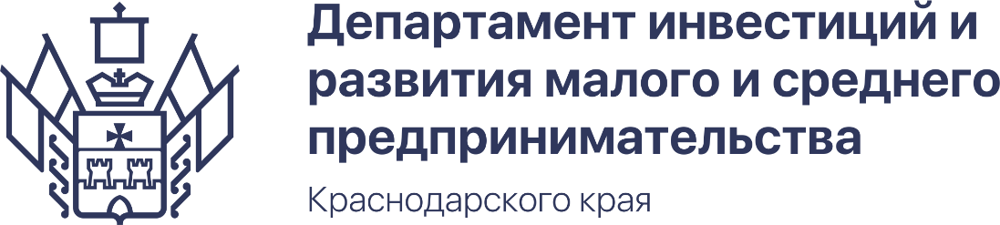 Департамент инвестиций и
развития малого и среднего
предпринимательства
Краснодарского края